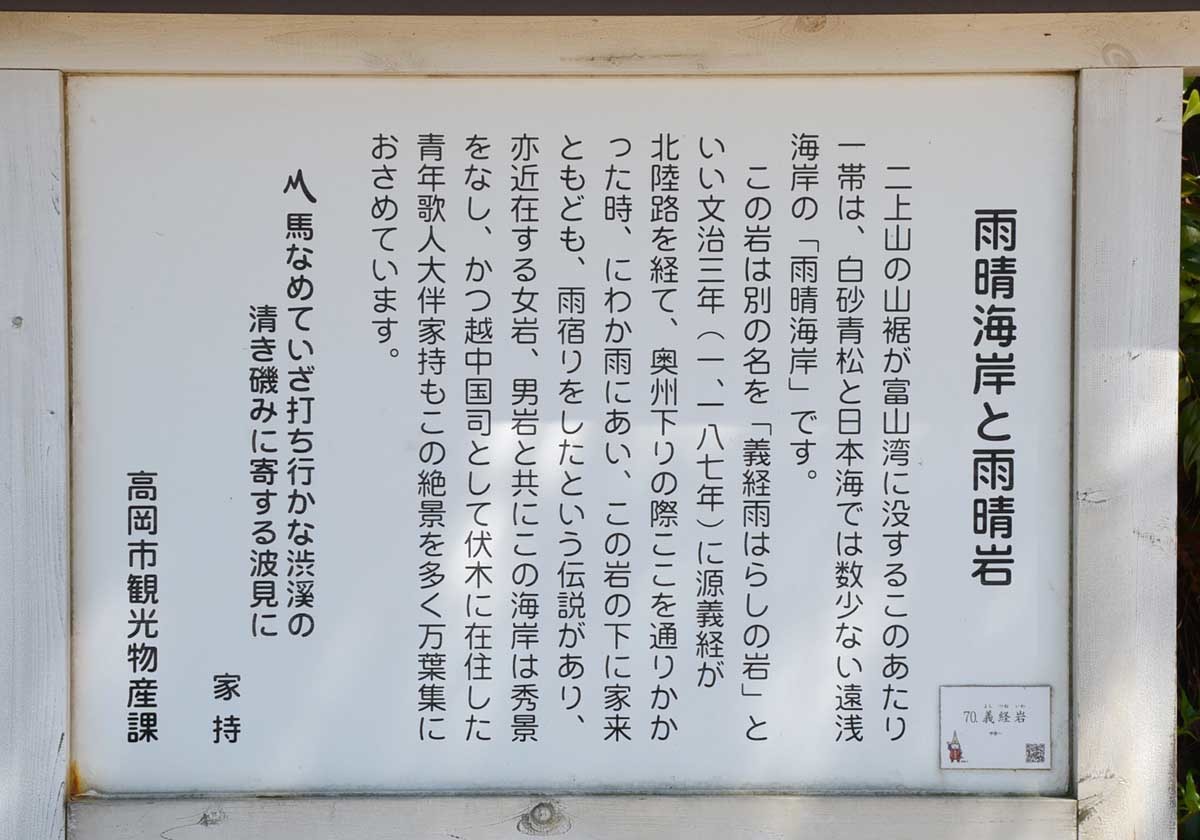 雨晴海岸と雨晴岩
二上山の山裾が富山湾に没するこのあたり
一帯は、白砂青松と日本海では数少ない遠浅
海岸の「雨晴海岸」です。
この岩は別の名を「義経雨はらしの岩」と
いい文治三年(一、一八七年)に源義経が
北陸路を経て、奥州下りの際ここを通りかか
った時、にわか雨にあい、この岩の下に家来
ともども、雨宿りをしたという伝説があり、
亦近在する女岩、男岩と共にこの海岸は秀景
をなし、かつ越中国司として伏木に在住した
青年歌人大伴家持もこの絶景を多く万葉集に
おさめています。
〽馬なめていざ打ち行かな渋溪の
清き磯みに寄する波見に
家持
高岡市観光物産課
70.義経岩
よしつねいわ